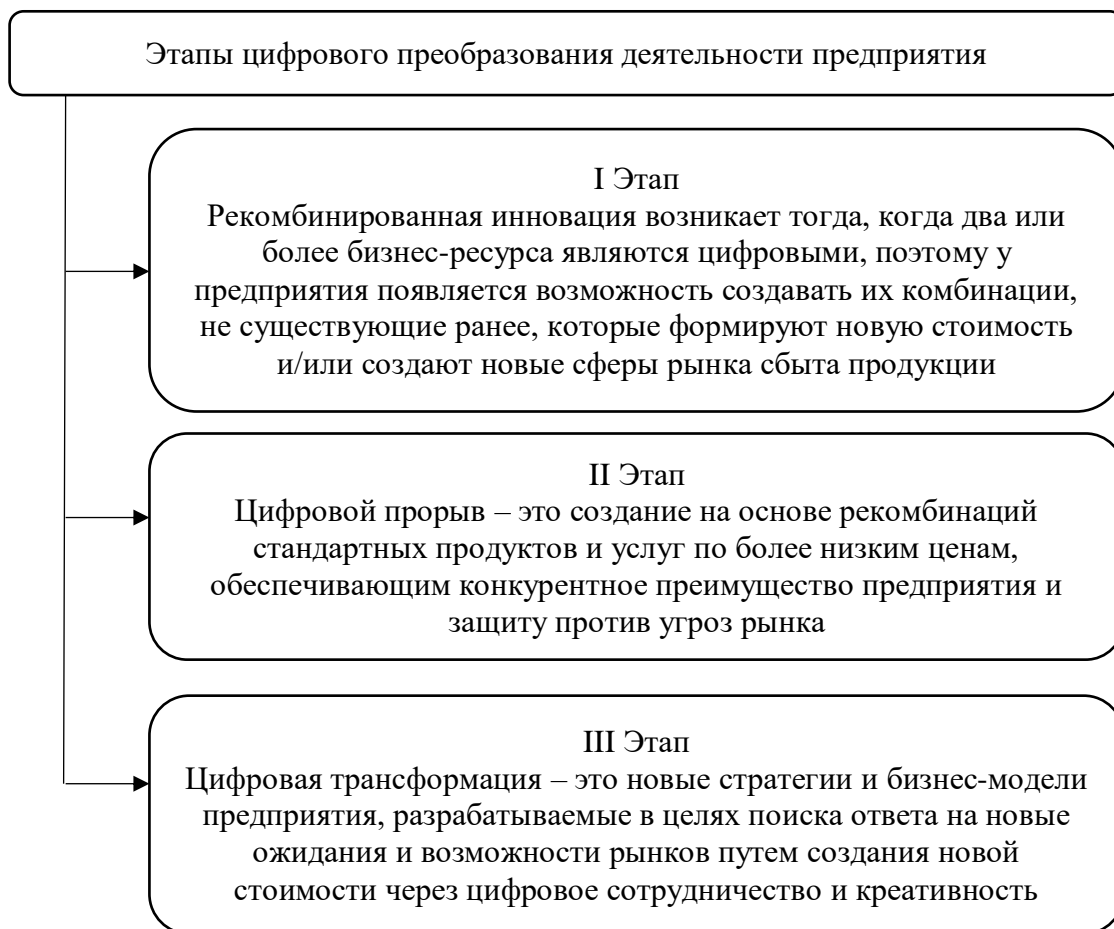 Этапы цифрового преобразования деятельности предприятия
I Этап
Рекомбинированная инновация возникает тогда, когда два или
более бизнес-ресурса являются цифровыми, поэтому у
предприятия появляется возможность создавать их комбинации,
не существующие ранее, которые формируют новую стоимость
и/или создают новые сферы рынка сбыта продукции
II Этап
Цифровой прорыв – это создание на основе рекомбинаций
стандартных продуктов и услуг по более низким ценам,
обеспечивающим конкурентное преимущество предприятия и
защиту против угроз рынка
III Этап
Цифровая трансформация – это новые стратегии и бизнес-модели
предприятия, разрабатываемые в целях поиска ответа на новые
ожидания и возможности рынков путем создания новой
стоимости через цифровое сотрудничество и креативность